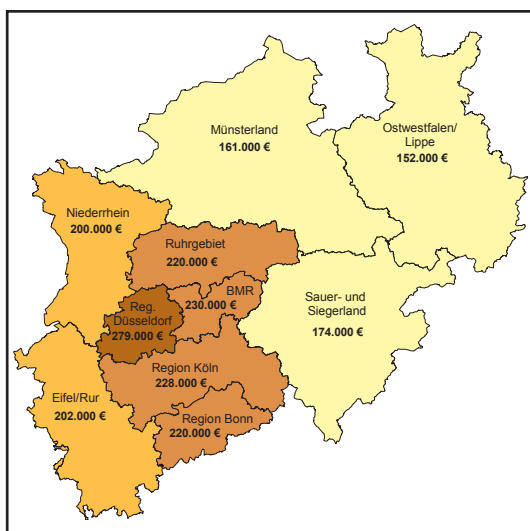 Münsterland
161.000 €
Ostwestfalen/
Lippe
152.000 €
Niederrhein
200.000 €
Ruhrgebiet
220.000 €
BMR
230.000 €
Reg.
Düsseldorf
279.000 €
Sauer- und
Siegerland
174.000 €
Region Köln
228.000 €
Eifel/Rur
202.000 €
Region Bonn
220.000 €